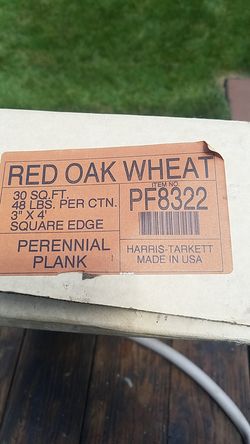 RED OAK WHEAT
30 SQ.FT.
48 LBS. PER CTN.
3" X 4'
SQUARE EDGE
ITEM NO.
PF8322
PERENNIAL
PLANK
HARRIS-TARKETT
MADE IN USA